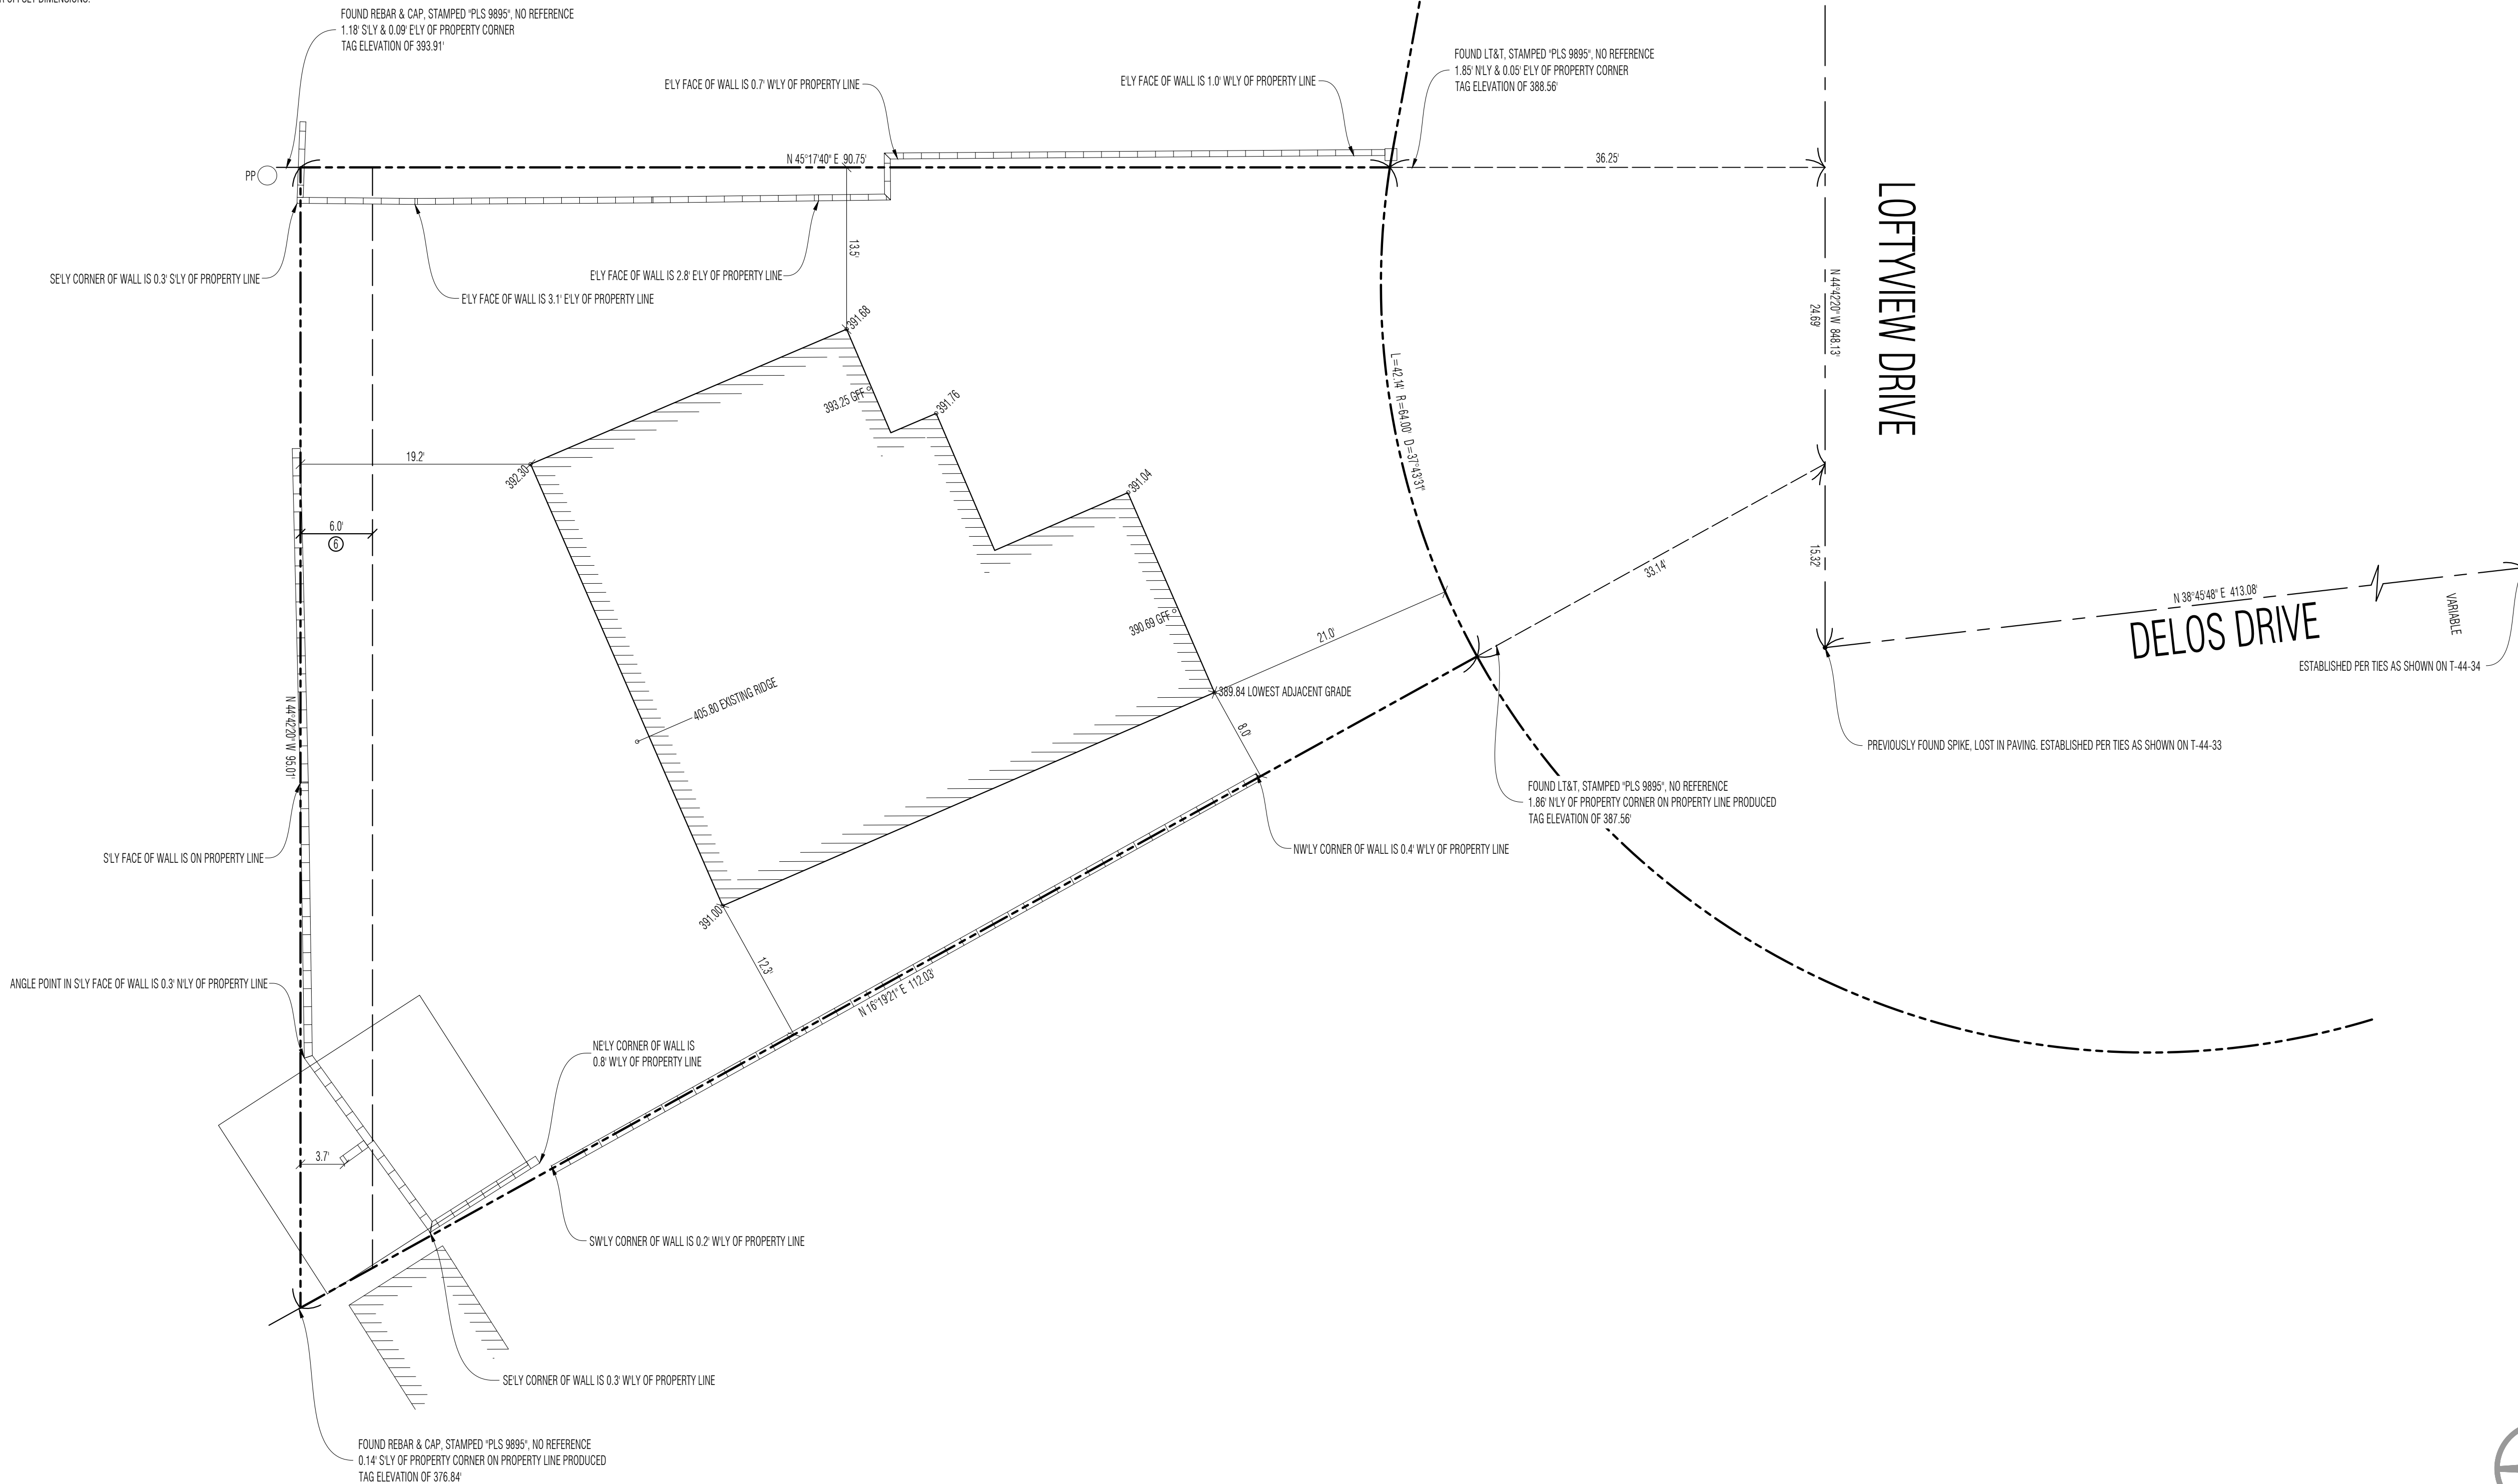 FOUND REBAR & CAP, STAMPED "PLS 9895", NO REFERENCE
1.18' S'LY & 0.09' E'LY OF PROPERTY CORNER
TAG ELEVATION OF 393.91'
E'LY FACE OF WALL IS 0.7' W'LY OF PROPERTY LINE
E'LY FACE OF WALL IS 1.0' W'LY OF PROPERTY LINE
FOUND LT&T, STAMPED "PLS 9895", NO REFERENCE
1.85' N'LY & 0.05' E'LY OF PROPERTY CORNER
TAG ELEVATION OF 388.56'
N 45°17'40" E 90.75'
36.25'
PP
LOFTYVIEW DRIVE
13.5'
SE'LY CORNER OF WALL IS 0.3' S'LY OF PROPERTY LINE
E'LY FACE OF WALL IS 2.8' E'LY OF PROPERTY LINE
E'LY FACE OF WALL IS 3.1' E'LY OF PROPERTY LINE
N 44°42'20" W 848.13'
24.69'
391.68
393.25 GFF
391.76
L=42.14' R=64.00' D=37°43'31"
19.2'
392.30
391.04
6.0'
6
15.32'
33.14'
N 38°45'48" E 413.08'
VARIABLE
DELOS DRIVE
390.69 GFF
21.0'
ESTABLISHED PER TIES AS SHOWN ON T-44-34
405.80 EXISTING RIDGE
389.84 LOWEST ADJACENT GRADE
8.0'
N 44°42'20" W 95.01'
PREVIOUSLY FOUND SPIKE, LOST IN PAVING. ESTABLISHED PER TIES AS SHOWN ON T-44-33
FOUND LT&T, STAMPED "PLS 9895", NO REFERENCE
1.86' N'LY OF PROPERTY CORNER ON PROPERTY LINE PRODUCED
TAG ELEVATION OF 387.56'
S'LY FACE OF WALL IS ON PROPERTY LINE
NW'LY CORNER OF WALL IS 0.4' W'LY OF PROPERTY LINE
391.00
12.3'
N 16°19'21" E 112.03'
ANGLE POINT IN S'LY FACE OF WALL IS 0.3' N'LY OF PROPERTY LINE
NE'LY CORNER OF WALL IS
0.8' W'LY OF PROPERTY LINE
3.7'
SW'LY CORNER OF WALL IS 0.2' W'LY OF PROPERTY LINE
SE'LY CORNER OF WALL IS 0.3' W'LY OF PROPERTY LINE
FOUND REBAR & CAP, STAMPED "PLS 9895", NO REFERENCE
0.14' S'LY OF PROPERTY CORNER ON PROPERTY LINE PRODUCED
TAG ELEVATION OF 376.84'